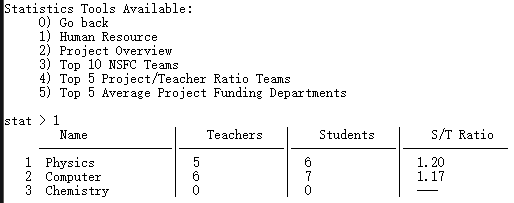 Statistics Tools Available:
0) Go back
1) Human Resource
2) Project Overview
3) Top 10 NSFC Teams
4) Top 5 Project/Teacher Ratio Teams
5) Top 5 Average Project Funding Departments
stat > 1
Name Teachers Students S/T Ratio
1 Physics 5 6 1.20
2 Computer 6 7 1.17
3 Chemistry 0 0 ——